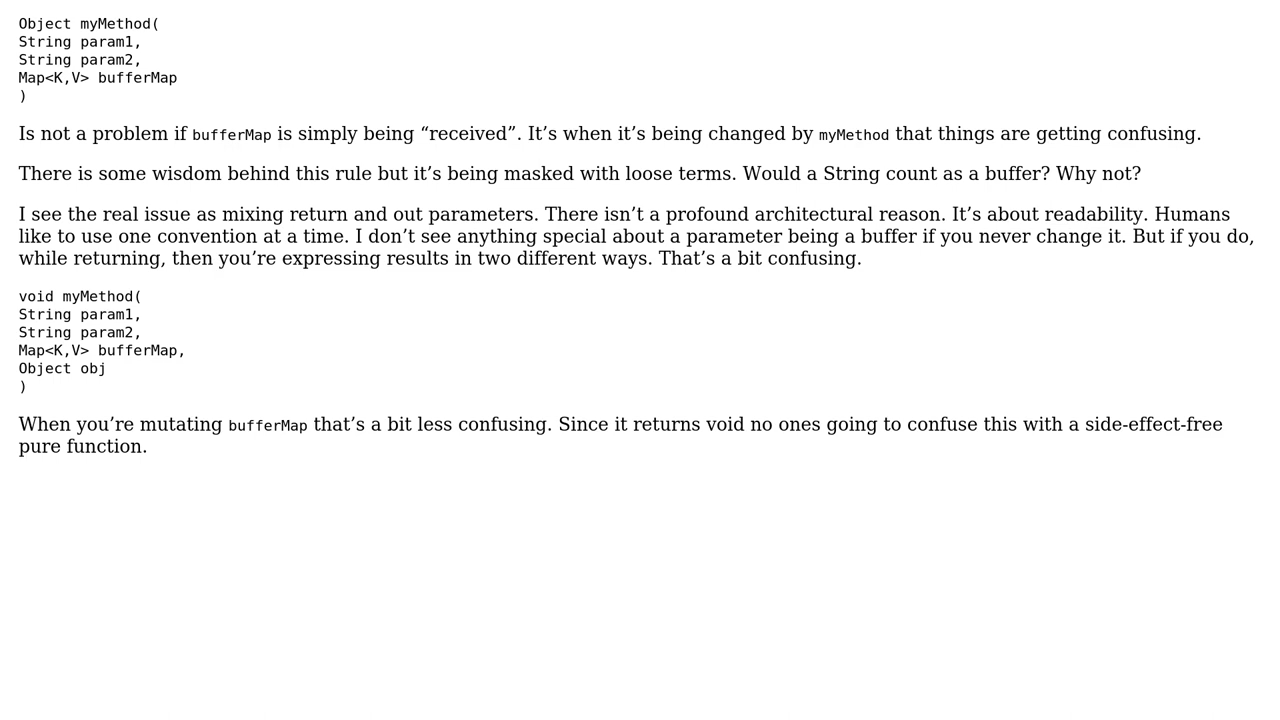 Object myMethod(
String param1,
String param2,
Map<K,V> bufferMap
)
Is not a problem if bufferMap is simply being “received”. It’s when it’s being changed by myMethod that things are getting confusing.
There is some wisdom behind this rule but it’s being masked with loose terms. Would a String count as a buffer? Why not?
I see the real issue as mixing return and out parameters. There isn’t a profound architectural reason. It’s about readability. Humans
like to use one convention at a time. I don’t see anything special about a parameter being a buffer if you never change it. But if you do,
while returning, then you’re expressing results in two different ways. That’s a bit confusing.
void myMethod(
String param1,
String param2,
Map<K,V> bufferMap,
Object obj
)
When you’re mutating bufferMap that’s a bit less confusing. Since it returns void no ones going to confuse this with a side-effect-free
pure function.